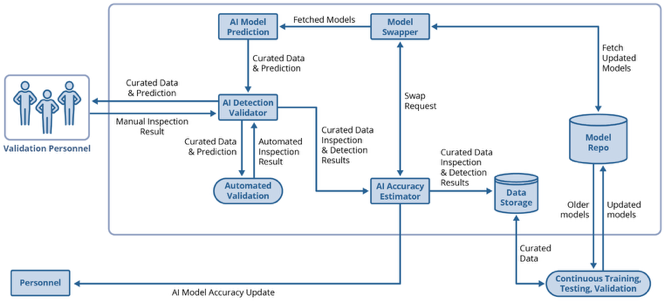 AI Model
Prediction
Fetched Models
Model
Swapper
Fetch
Updated
Models
Curated Data
& Prediction
Curated Data
& Prediction
AI Detection
Validator
Swap
Request
Manual Inspection
Result
Validation Personnel
Curated Data
& Prediction
Automated
Inspection
Result
Curated Data
Inspection
& Detection
Results
Curated Data
Inspection
& Detection
Results
Model
Repo
Automated
Validation
AI Accuracy
Estimator
Data
Storage
Older
models
Updated
models
Curated
Data
Personnel
AI Model Accuracy Update
Continuous Training,
Testing, Validation